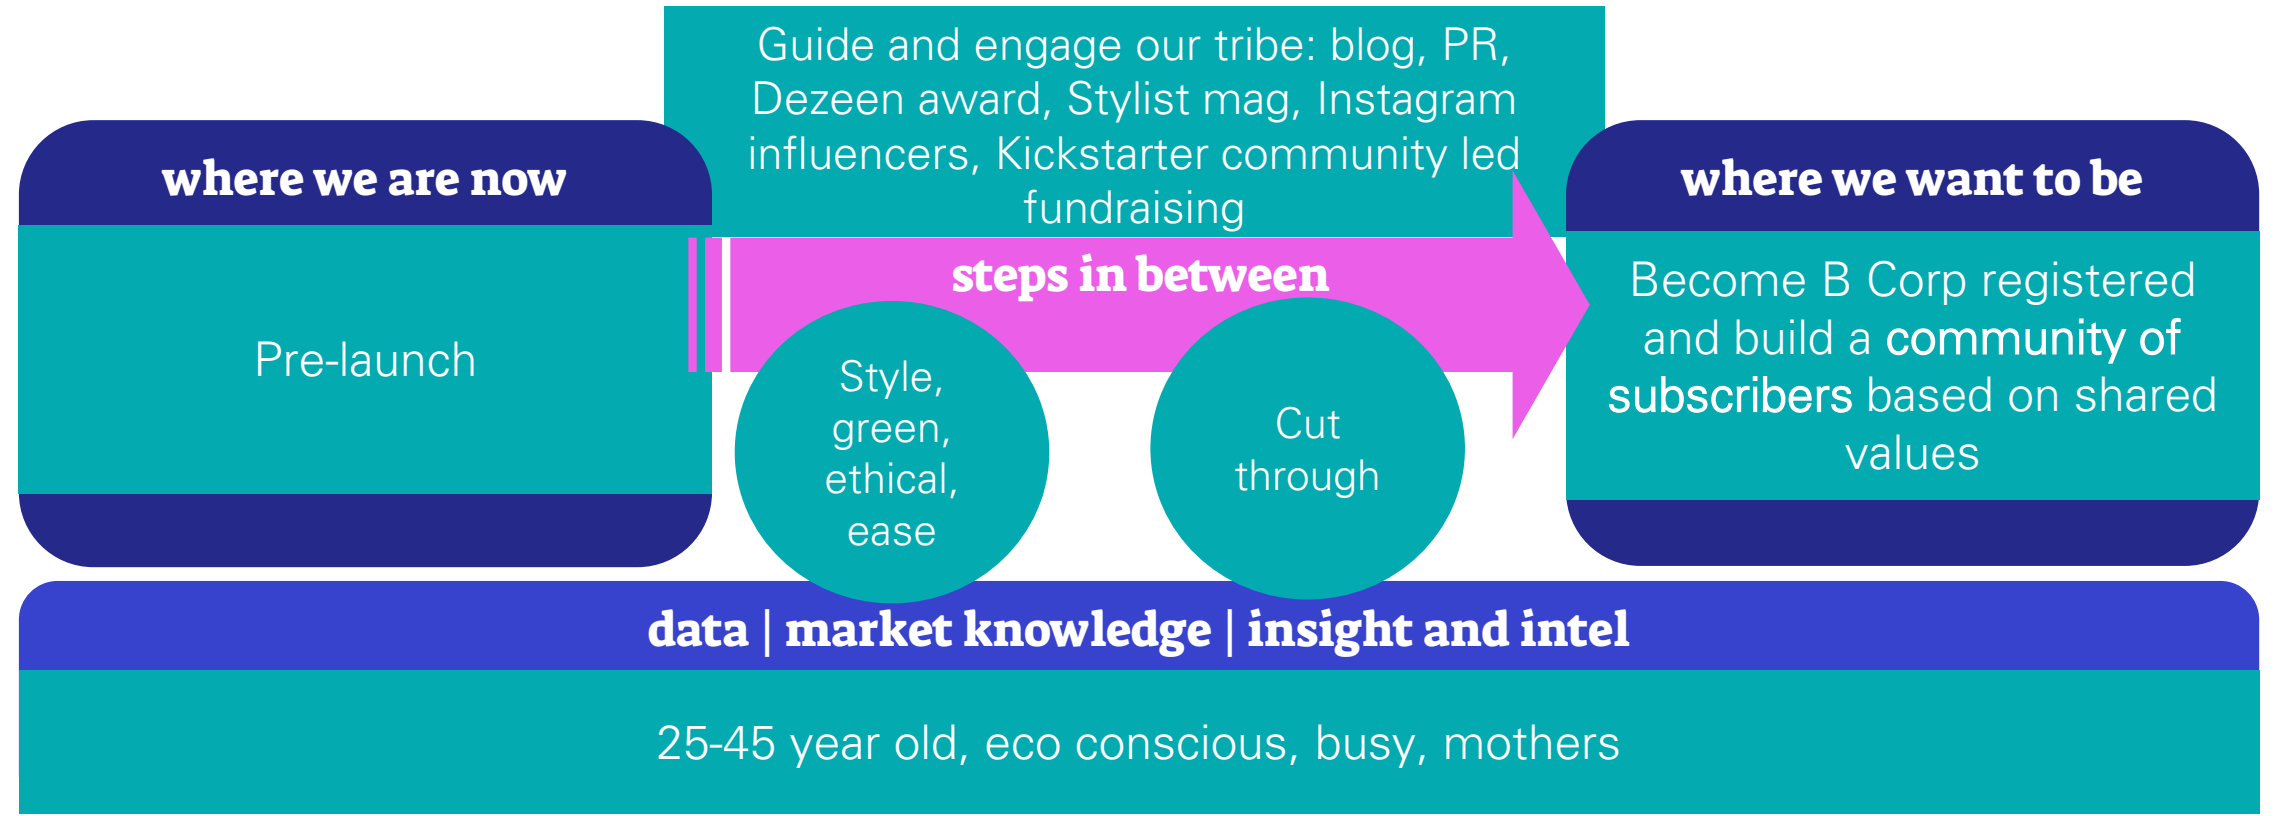 Guide and engage our tribe: blog, PR,
Dezeen award, Stylist mag, Instagram
influencers, Kickstarter community led
fundraising
where we are now
Pre-launch
steps in between
Style,
green,
ethical,
ease
Cut
through
where we want to be
Become B Corp registered
and build a community of
subscribers based on shared
values
data | market knowledge | insight and intel
25-45 year old, eco conscious, busy, mothers